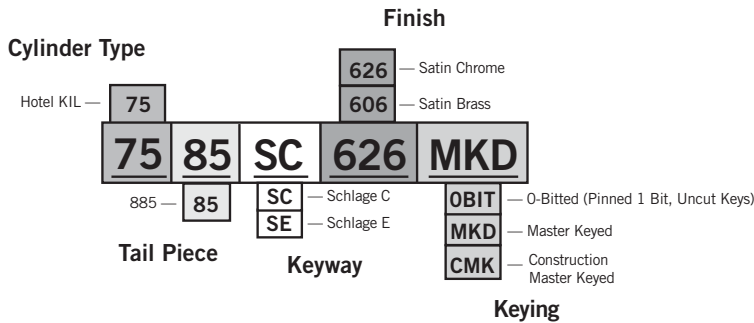 Finish
Cylinder Type
626 — Satin Chrome
Hotel KIL — 75
606 — Satin Brass
75 85 SC 626 MKD
885 — 85
SC — Schlage C
SE — Schlage E
0BIT — 0-Bitted (Pinned 1 Bit, Uncut Keys)
MKD — Master Keyed
CMK — Construction
Master Keyed
Tail Piece
Keyway
Keying